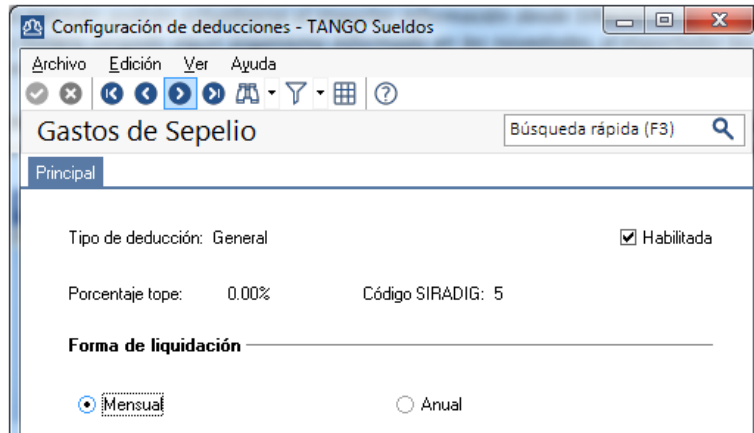 Configuración de deducciones - TANGO Sueldos
Archivo Edición Ver Ayuda
Gastos de Sepelio
Búsqueda rápida (F3)
Principal
Tipo de deducción: General
Habilitada
Porcentaje tope: 0.00% Código SIRADIG: 5
Forma de liquidación
Mensual Anual